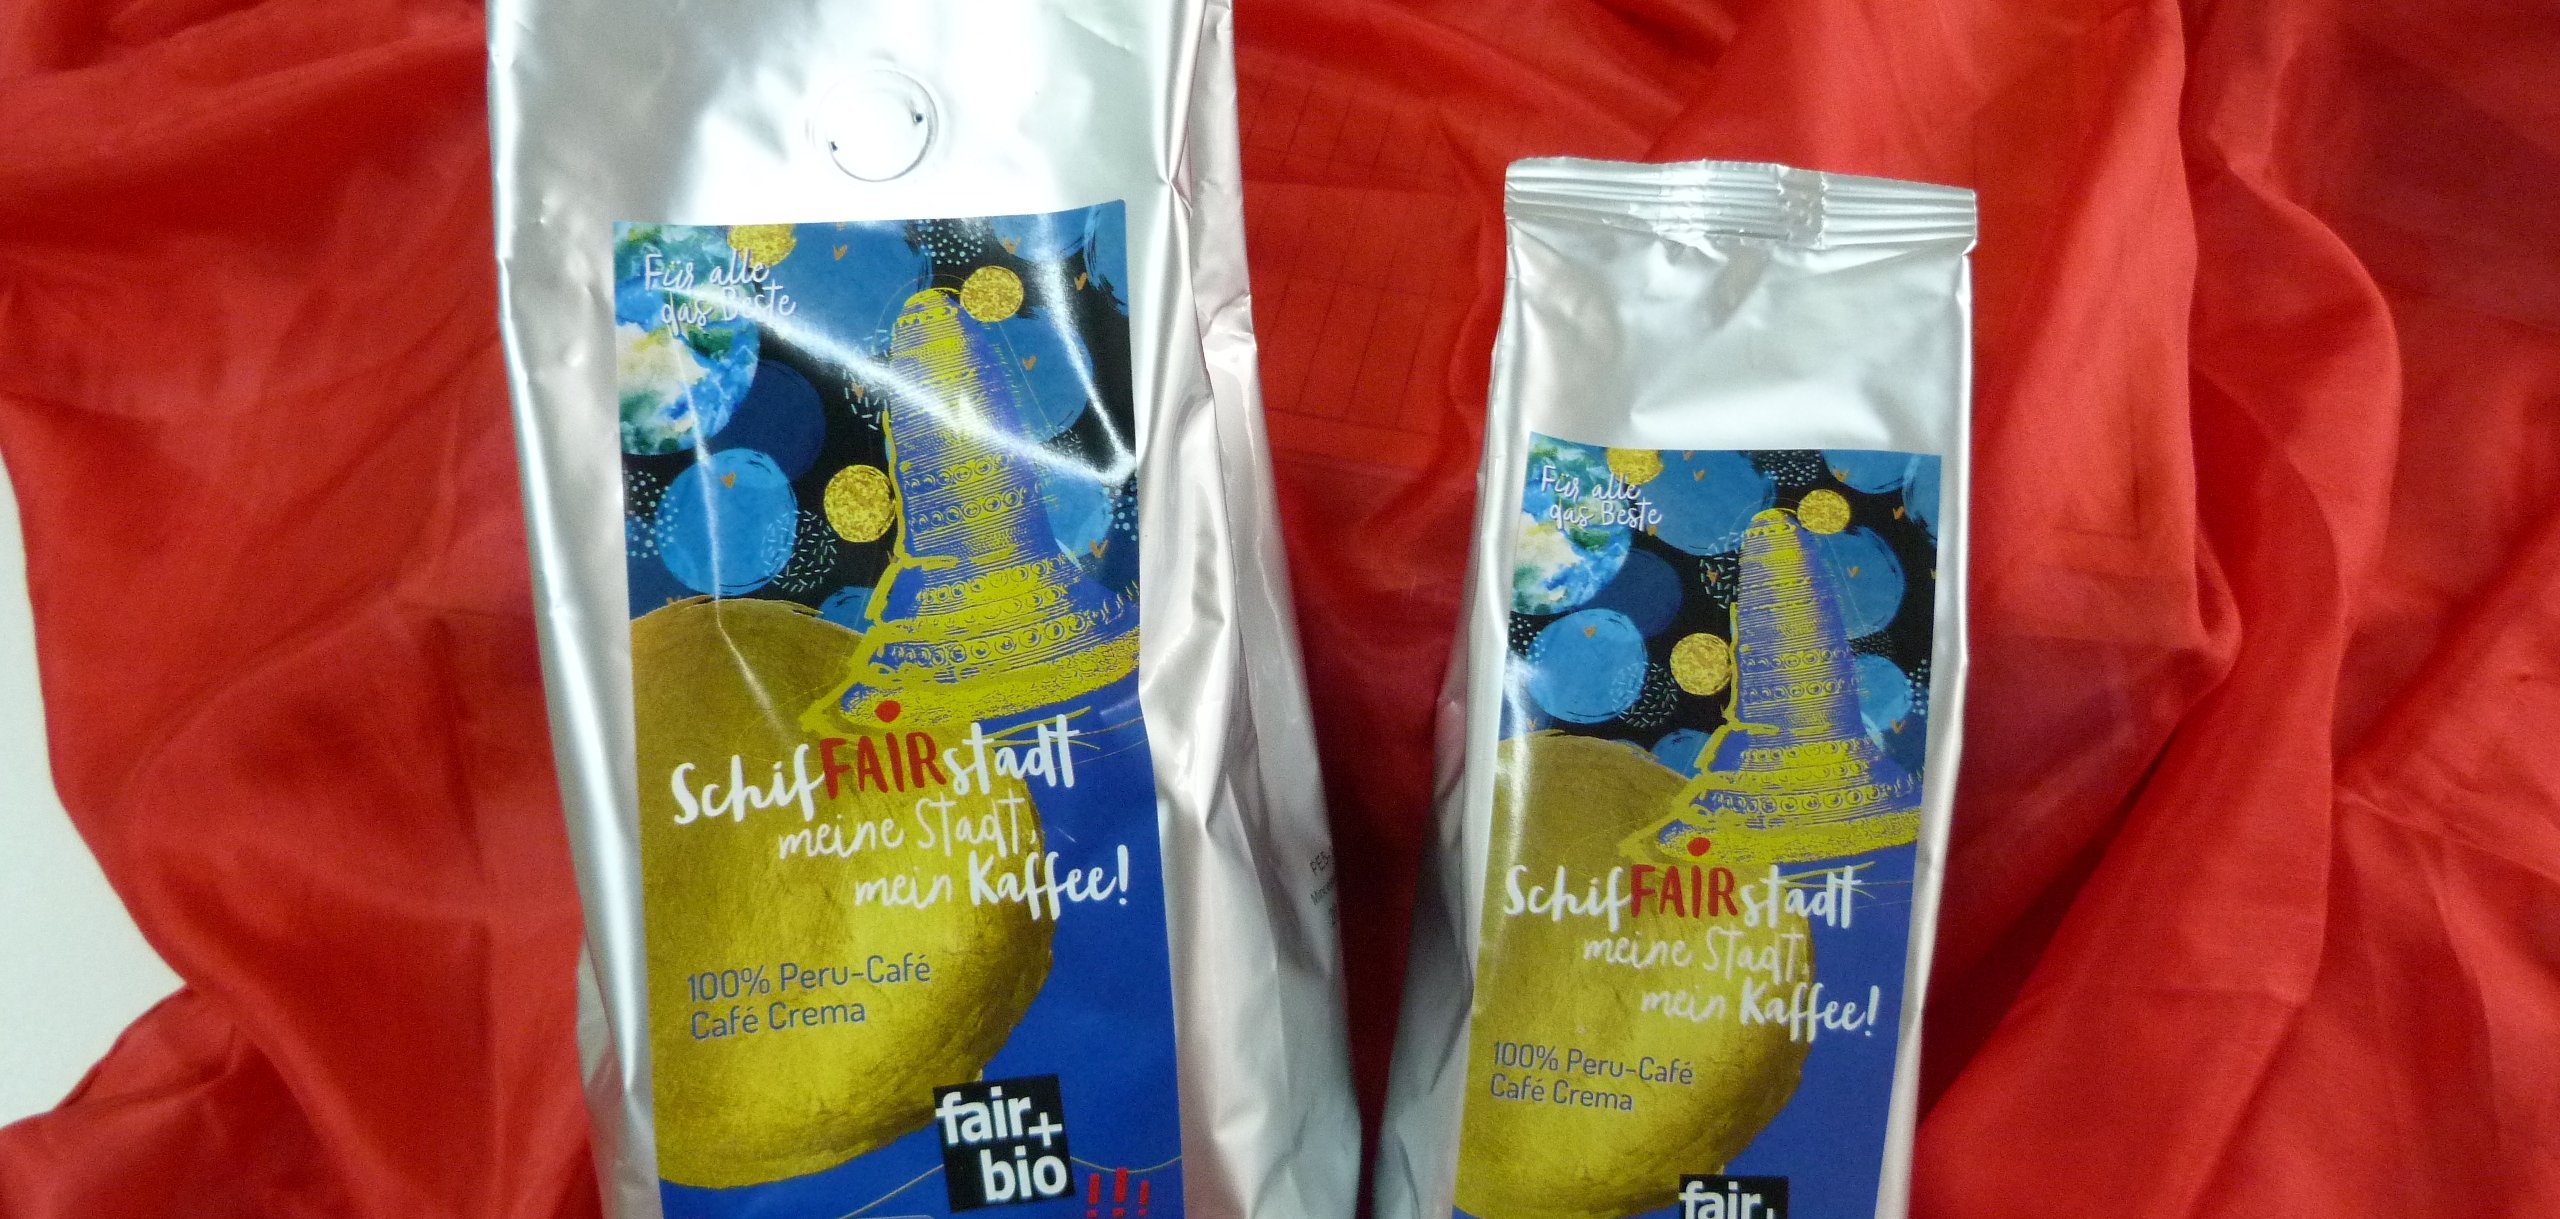 Für alle
das Beste
SchifFAIRstadt
meine Stadt,
mein Kaffee!
100% Peru-Café
Café Crema
fair+
bio
!!!
Für alle
das Beste
SchifFAIRstadt
meine Stadt,
mein Kaffee!
100% Peru-Café
Café Crema
fair+